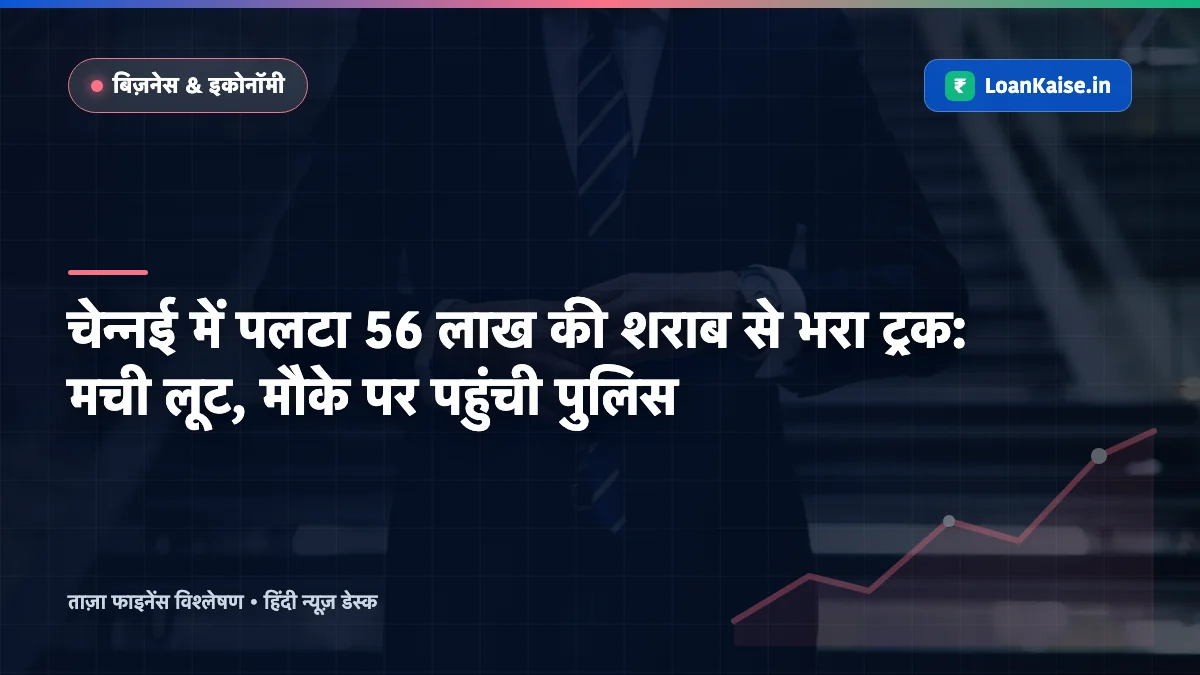 बिज़नेस & इकोनॉमी
₹ LoanKaise.in
चेन्नई में पलटा 56 लाख की शराब से भरा ट्रक:
मची लूट, मौके पर पहुंची पुलिस
ताज़ा फाइनेंस विश्लेषण • हिंदी न्यूज़ डेस्क